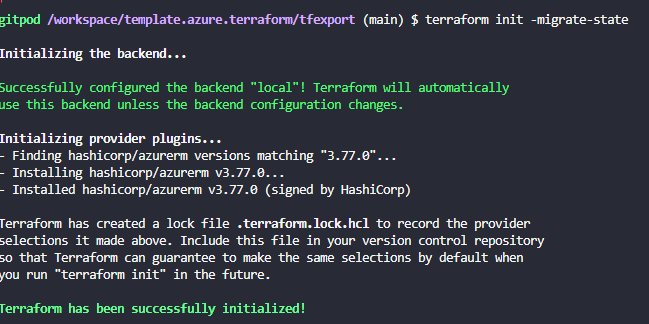 gitpod /workspace/template.azure.terraform/tfexport (main) $ terraform init -migrate-state
Initializing the backend...
Successfully configured the backend "local"! Terraform will automatically
use this backend unless the backend configuration changes.
Initializing provider plugins...
- Finding hashicorp/azurerm versions matching "3.77.0"...
- Installing hashicorp/azurerm v3.77.0...
- Installed hashicorp/azurerm v3.77.0 (signed by HashiCorp)
Terraform has created a lock file .terraform.lock.hcl to record the provider
selections it made above. Include this file in your version control repository
so that Terraform can guarantee to make the same selections by default when
you run "terraform init" in the future.
Terraform has been successfully initialized!